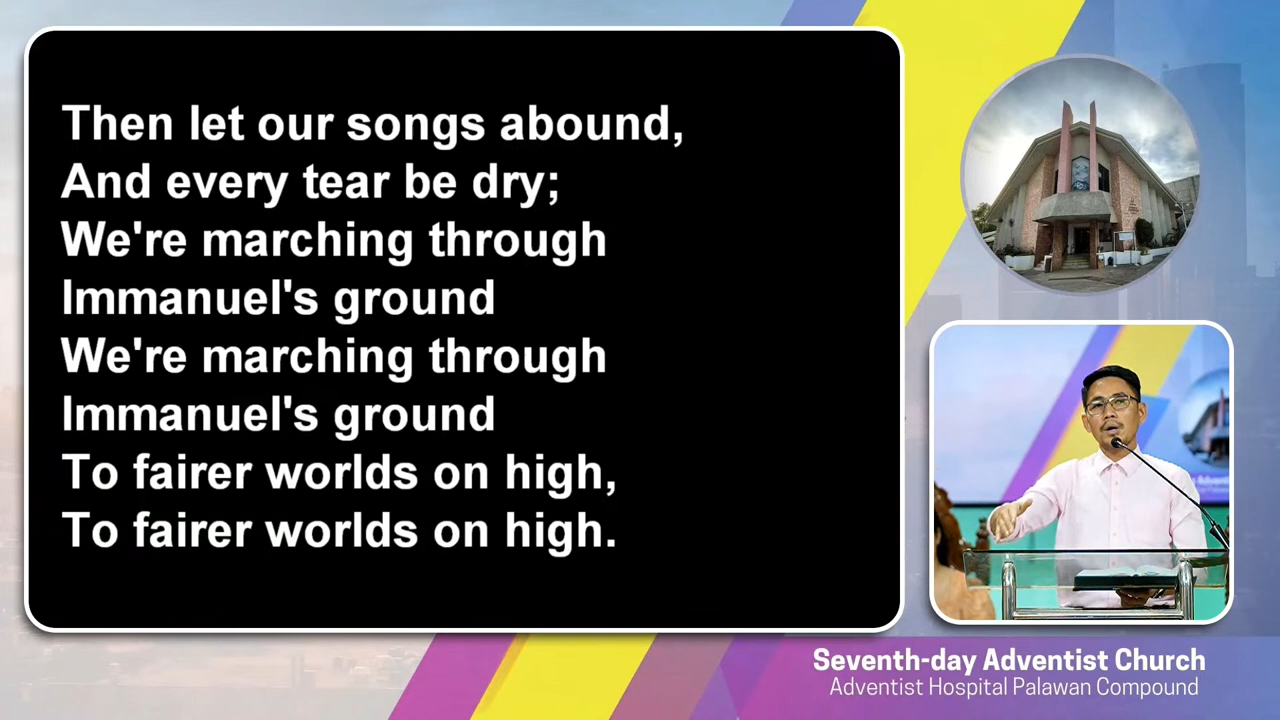 Then let our songs abound,
And every tear be dry;
We're marching through
Immanuel's ground
We're marching through
Immanuel's ground
To fairer worlds on high,
To fairer worlds on high.
Seventh-day Adventist Church
Adventist Hospital Palawan Compound